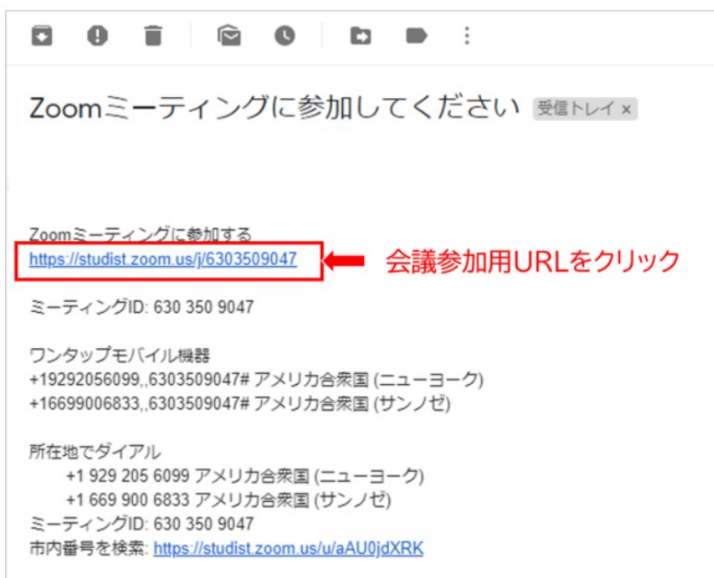 Zoomミーティングに参加してください 受信トレイ ×
Zoomミーティングに参加する
https://studist.zoom.us/j/6303509047 会議参加用URLをクリック
ミーティングID: 630 350 9047
ワンタップモバイル機器
+19292056099,,6303509047# アメリカ合衆国 (ニューヨーク)
+16699006833,,6303509047# アメリカ合衆国 (サンノゼ)
所在地でダイアル
+1 929 205 6099 アメリカ合衆国 (ニューヨーク)
+1 669 900 6833 アメリカ合衆国 (サンノゼ)
ミーティングID: 630 350 9047
市内番号を検索: https://studist.zoom.us/u/aAU0jdXRK